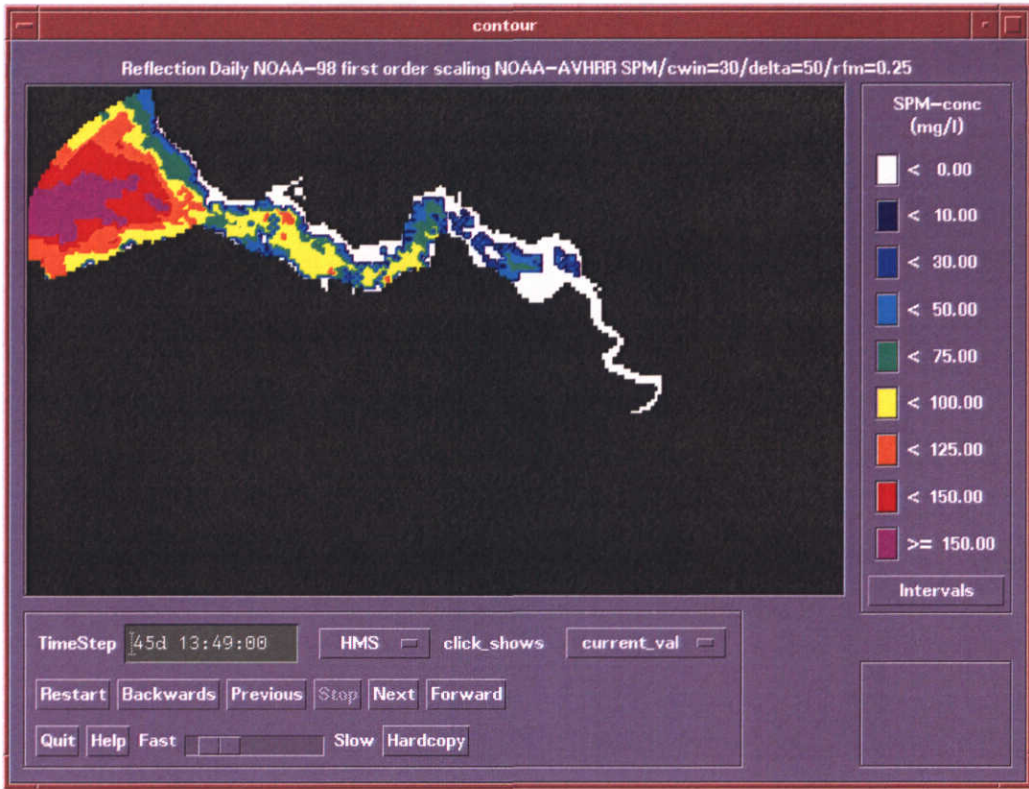 contour
Reflection Daily NOAA-98 first order scaling NOAA-AVHRR SPM/cwin=30/delta=50/rfm=0.25
SPM-conc
(mg/l)
< 0.00
< 10.00
< 30.00
< 50.00
< 75.00
< 100.00
< 125.00
< 150.00
>= 150.00
Intervals
TimeStep 45d 13:49:00 HMS click_shows current_val
Restart Backwards Previous Stop Next Forward
Quit Help Fast Slow Hardcopy